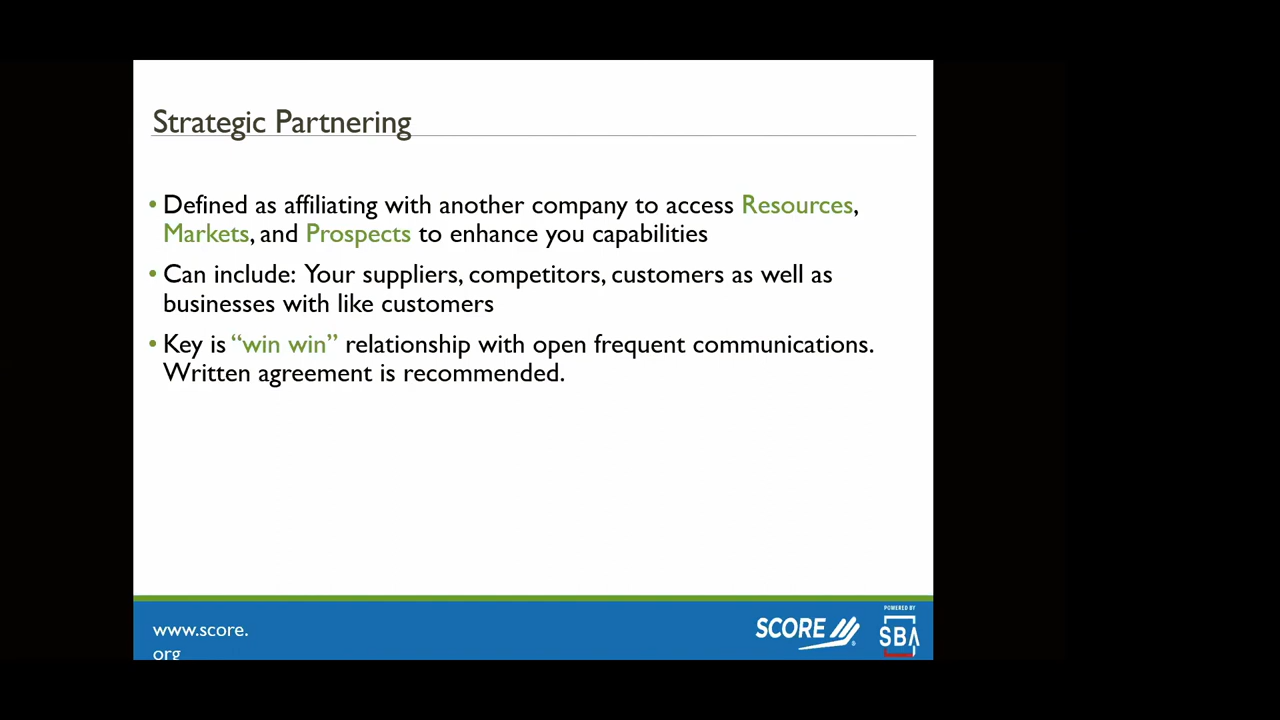 Strategic Partnering
• Defined as affiliating with another company to access Resources,
Markets, and Prospects to enhance you capabilities
• Can include: Your suppliers, competitors, customers as well as
businesses with like customers
• Key is “win win” relationship with open frequent communications.
Written agreement is recommended.
www.score.
org
SCORE
POWERED BY
SBA